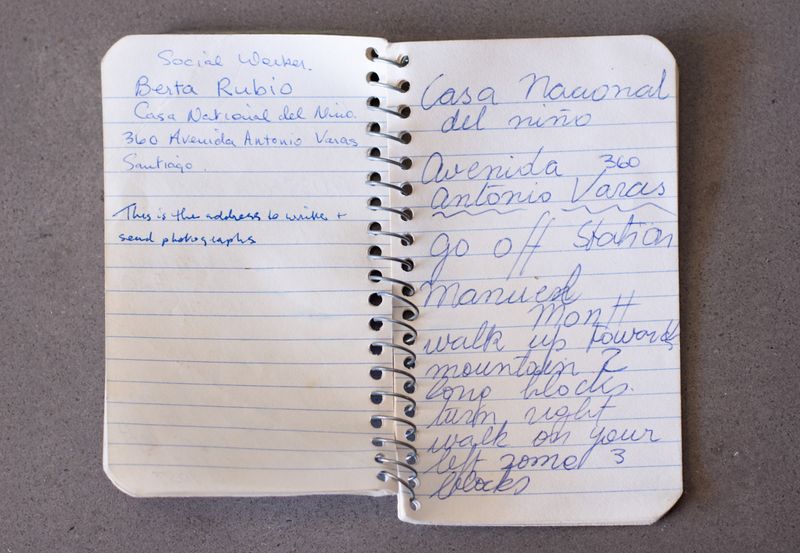 Social Worker.
Berta Rubio
Casa National del Nino.
360 Avenida Antonio Varas
Santiago.
This is the address to write +
send photographs
Casa Nacional
del niño
Avenida 360
Antonio Varas
go off Station
Manuel
Montt
walk up towards
mountain 2
long blocks.
turn right
walk on your
left some 3
blocks